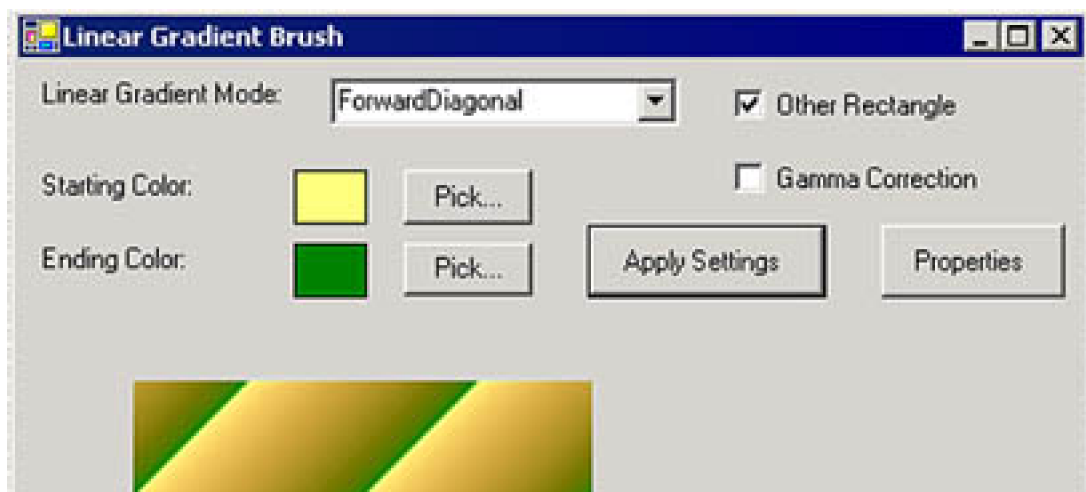 Linear Gradient Brush
Linear Gradient Mode: ForwardDiagonal Other Rectangle
Gamma Correction
Starting Color: Pick...
Ending Color: Pick... Apply Settings Properties